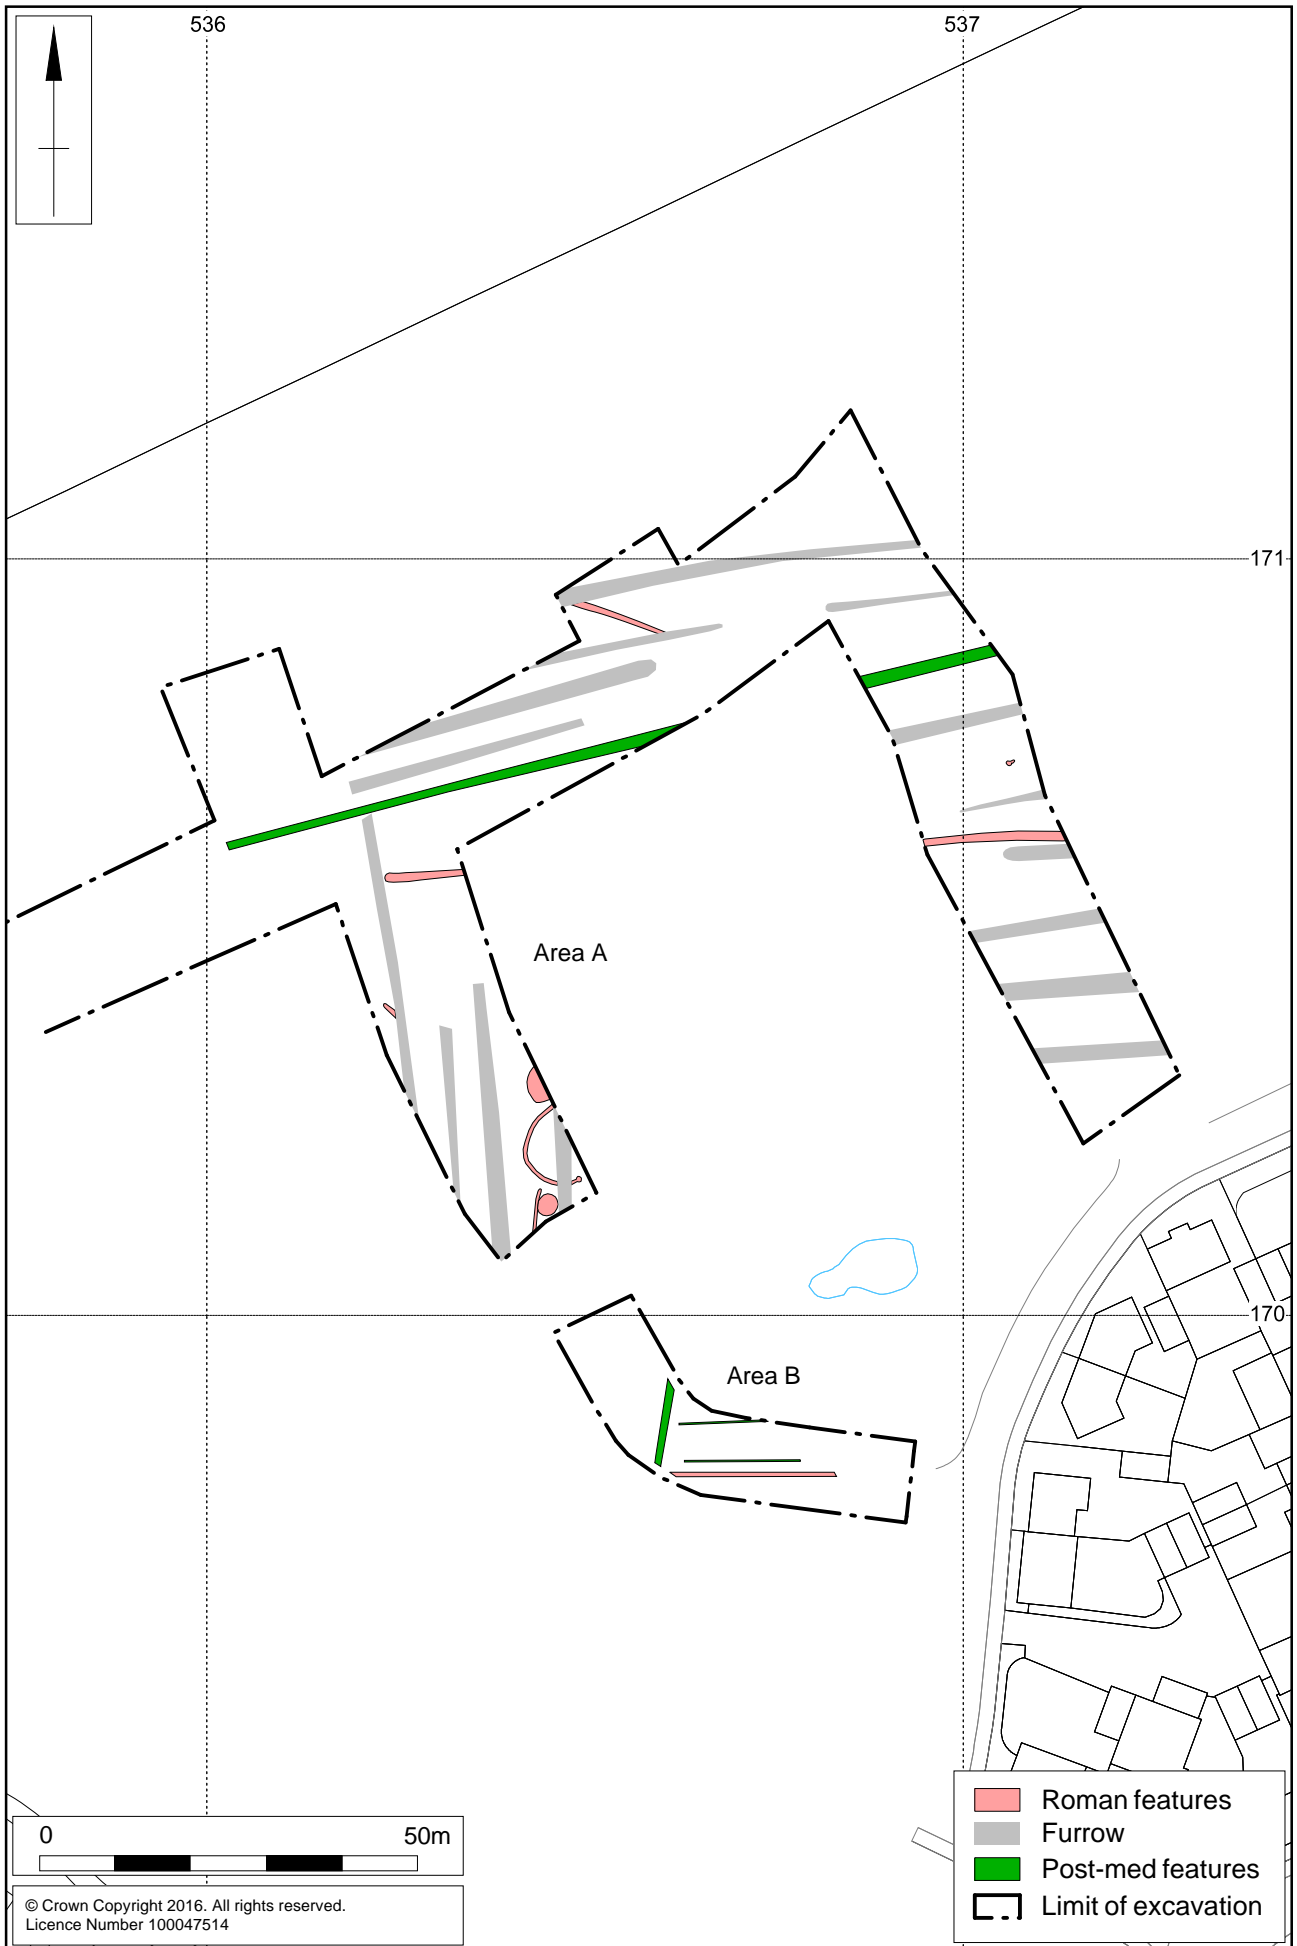 536
537
171
Area A
170
Area B
0
50m
© Crown Copyright 2016. All rights reserved.
Licence Number 100047514
Roman features
Furrow
Post-med features
Limit of excavation